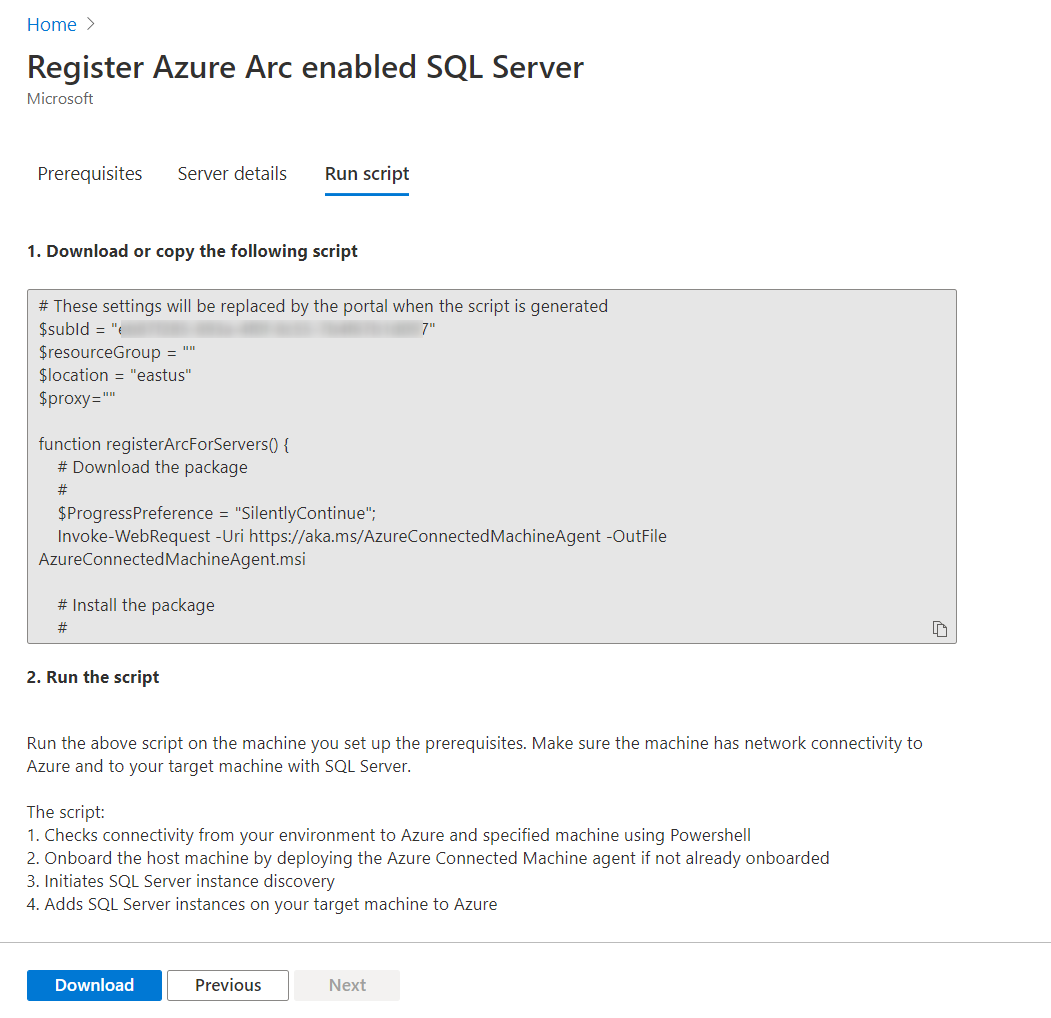 Home
Register Azure Arc enabled SQL Server
Microsoft
Prerequisites Server details Run script
1. Download or copy the following script
# These settings will be replaced by the portal when the script is generated
$subId = "7"
$resourceGroup = ""
$location = "eastus"
$proxy=""
function registerArcForServers() {
# Download the package
#
$ProgressPreference = "SilentlyContinue";
Invoke-WebRequest -Uri https://aka.ms/AzureConnectedMachineAgent -OutFile
AzureConnectedMachineAgent.msi
# Install the package
#
2. Run the script
Run the above script on the machine you set up the prerequisites. Make sure the machine has network connectivity to
Azure and to your target machine with SQL Server.
The script:
1. Checks connectivity from your environment to Azure and specified machine using Powershell
2. Onboard the host machine by deploying the Azure Connected Machine agent if not already onboarded
3. Initiates SQL Server instance discovery
4. Adds SQL Server instances on your target machine to Azure
Download Previous Next